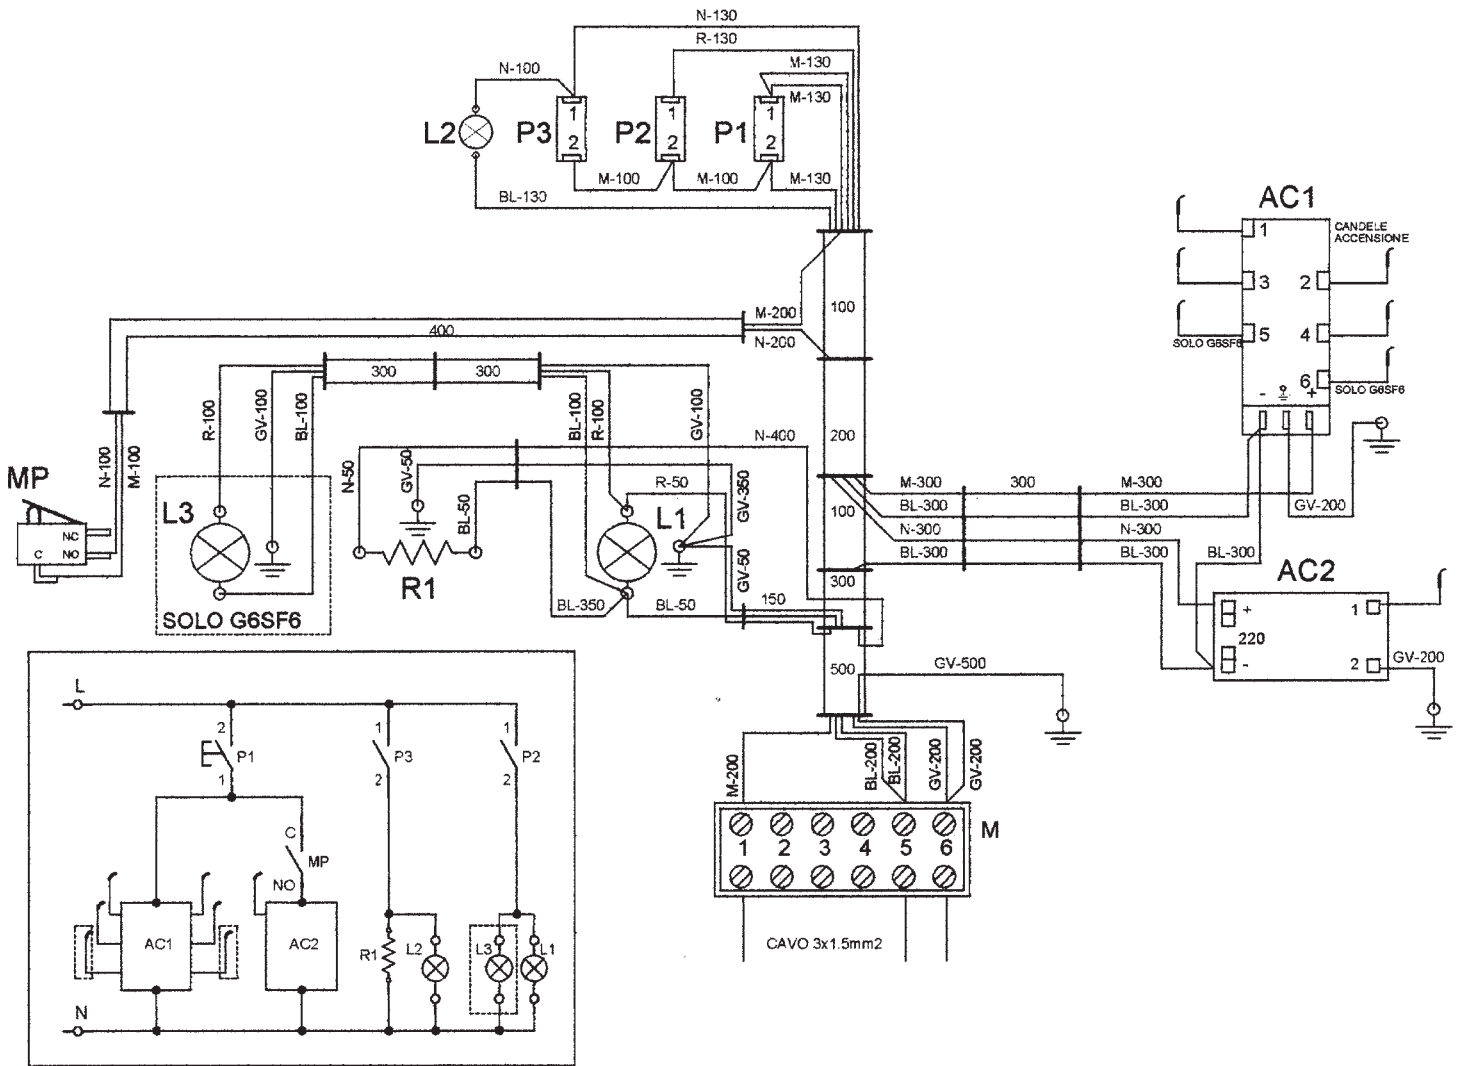 N-130
R-130
M-130
M-130
N-100
L2
P3
1
2
P2
1
2
P1
1
2
M-100
M-100
M-130
BL-130
AC1
1
CANDELE
ACCENSIONE
3
2
5
4
SOLO G6SF6
6
SOLO G6SF6
-
+
100
M-200
400
N-200
300
300
R-100
GV-100
BL-100
BL-100
R-100
GV-100
N-400
200
N-100
M-100
MP
NC
C
NO
N-50
GV-50
BL-50
R-50
GV-350
M-300
300
M-300
BL-300
BL-300
GV-200
N-300
N-300
BL-300
BL-300
BL-300
100
L3
L1
R1
GV-50
300
SOLO G6SF6
BL-350
BL-50
150
AC2
+
1
220
-
2
GV-200
500
GV-500
M-200
BL-200
BL-200
GV-200
GV-200
M
1
2
3
4
5
6
CAVO 3x1.5mm2
L
2
P1
1
1
P3
2
1
P2
2
C
MP
NO
AC1
AC2
R1
L2
L3
L1
N